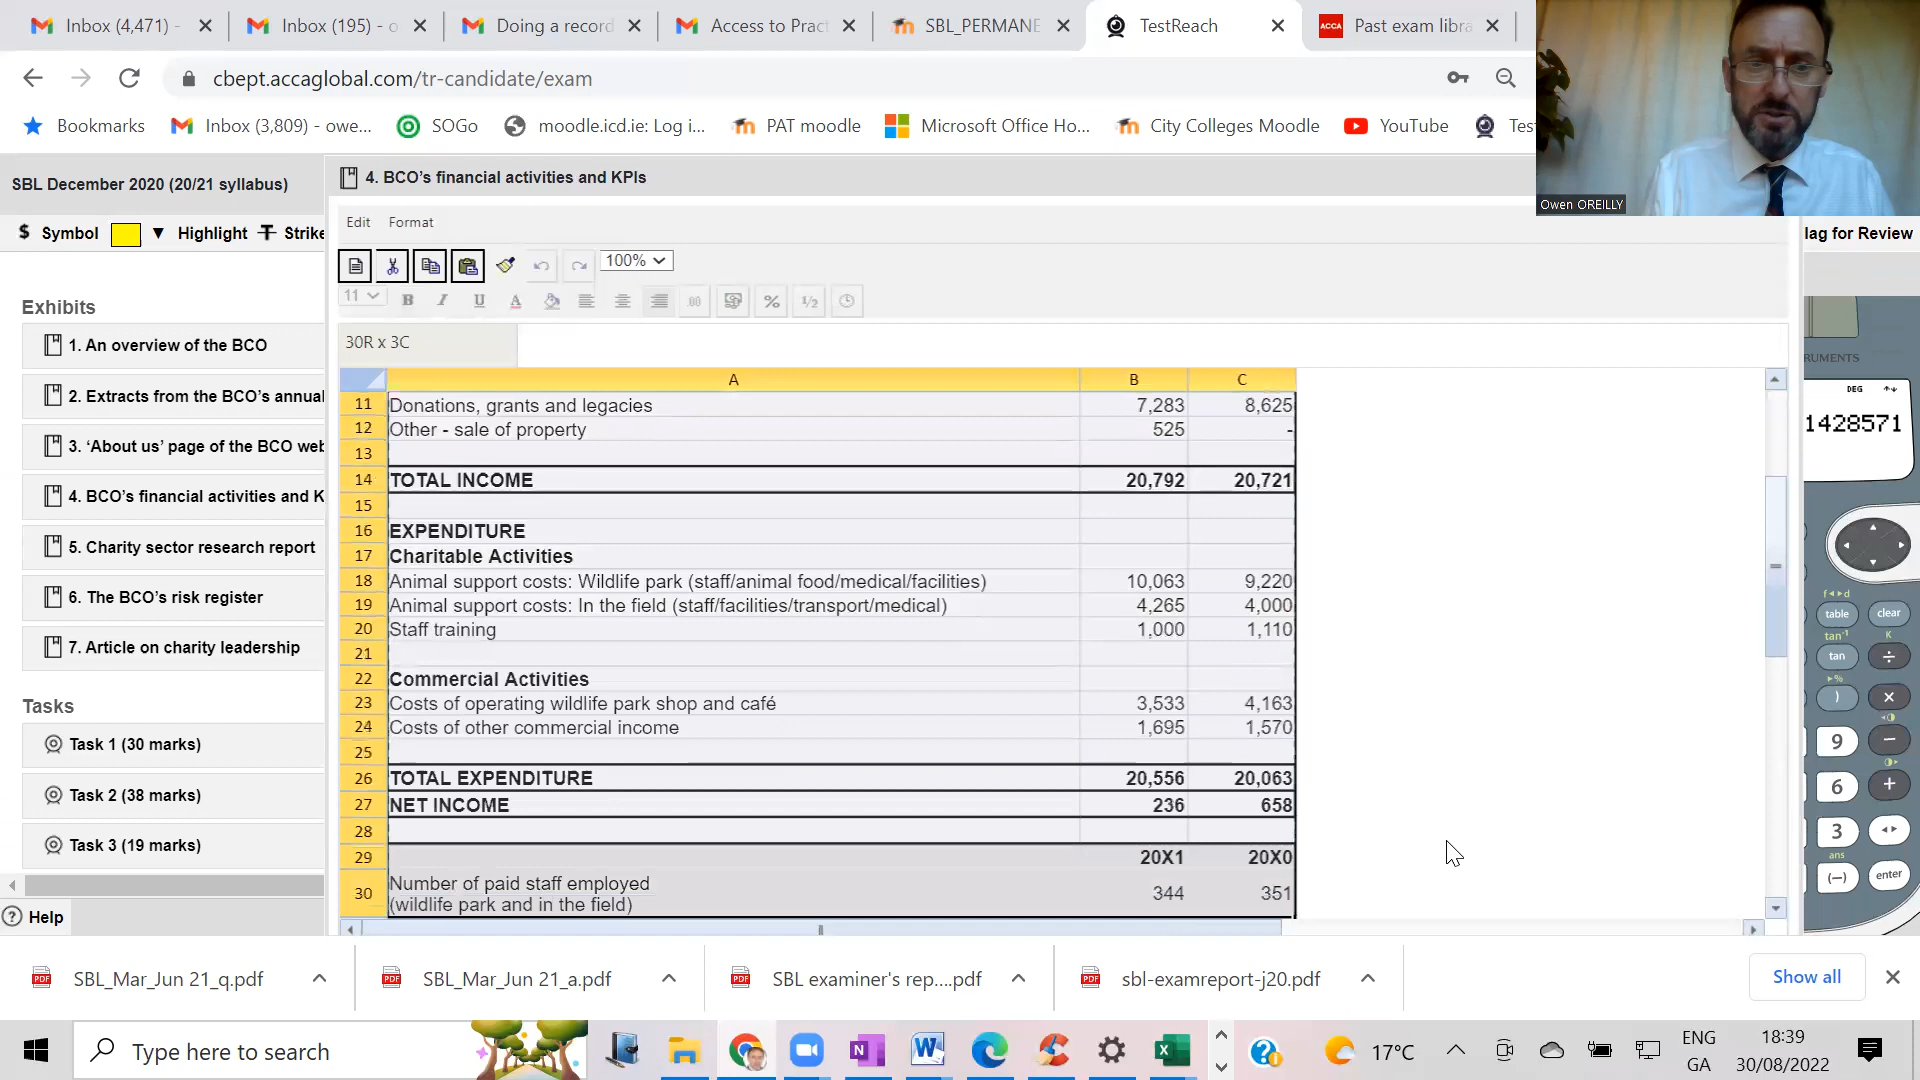 Inbox (4,471) -
Inbox (195) - o
Doing a record
Access to Pract
SBL_PERMANE
TestReach
ACCA
Past exam libra
cbept.accaglobal.com/tr-candidate/exam
Bookmarks
Inbox (3,809) - owe...
SOGo
moodle.icd.ie: Log i...
PAT moodle
Microsoft Office Ho...
City Colleges Moodle
YouTube
Tes
Owen OREILLY
SBL December 2020 (20/21 syllabus)
4. BCO's financial activities and KPIs
$ Symbol
Highlight
Strike
lag for Review
Edit Format
100%
11
B I U A
.00
%
1/2
30R x 3C
Exhibits
1. An overview of the BCO
2. Extracts from the BCO's annual
3. 'About us' page of the BCO web
4. BCO's financial activities and K
5. Charity sector research report
6. The BCO's risk register
7. Article on charity leadership
Tasks
Task 1 (30 marks)
Task 2 (38 marks)
Task 3 (19 marks)
Help
A B C
11 Donations, grants and legacies 7,283 8,625
12 Other - sale of property 525 -
13
14 TOTAL INCOME 20,792 20,721
15
16 EXPENDITURE
17 Charitable Activities
18 Animal support costs: Wildlife park (staff/animal food/medical/facilities) 10,063 9,220
19 Animal support costs: In the field (staff/facilities/transport/medical) 4,265 4,000
20 Staff training 1,000 1,110
21
22 Commercial Activities
23 Costs of operating wildlife park shop and café 3,533 4,163
24 Costs of other commercial income 1,695 1,570
25
26 TOTAL EXPENDITURE 20,556 20,063
27 NET INCOME 236 658
28
29 20X1 20X0
30 Number of paid staff employed 344 351
(wildlife park and in the field)
RUMENTS
DEG
1428571
f◄►d
table clear
tan⁻¹ K
tan ÷
►%
) ×
9 −
6 +
3
ans
(−) enter
SBL_Mar_Jun 21_q.pdf
SBL_Mar_Jun 21_a.pdf
SBL examiner's rep....pdf
sbl-examreport-j20.pdf
Show all
Type here to search
17°C
ENG
GA
18:39
30/08/2022